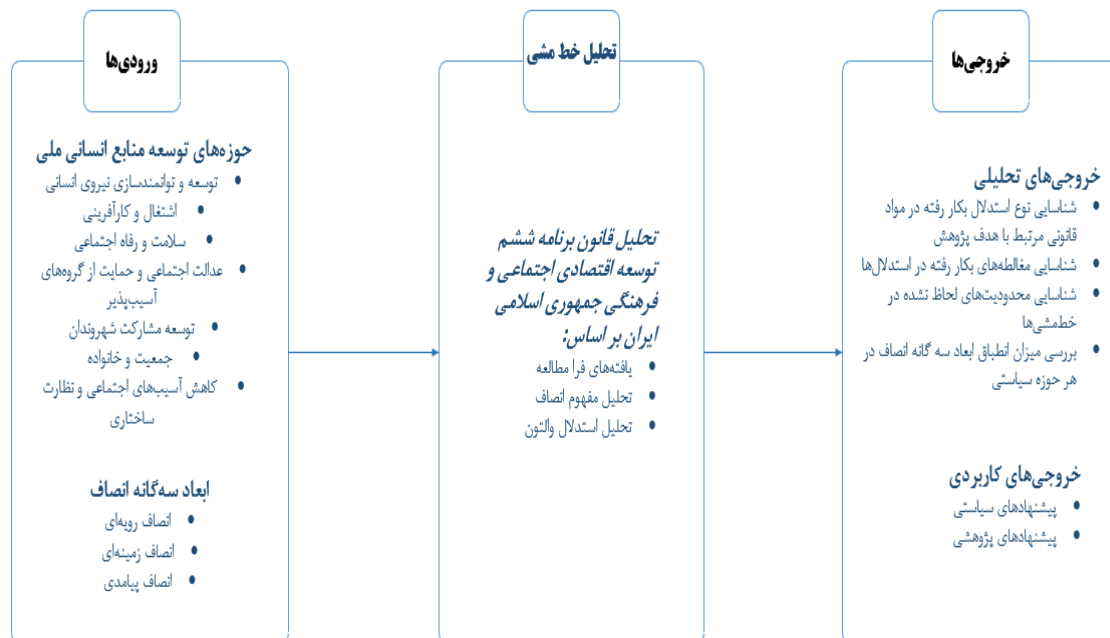 ورودی‌ها
حوزه‌های توسعه منابع انسانی ملی
• توسعه و توانمندسازی نیروی انسانی
• اشتغال و کارآفرینی
• سلامت و رفاه اجتماعی
• عدالت اجتماعی و حمایت از گروه‌های
آسیب‌پذیر
• توسعه مشارکت شهروندان
• جمعیت و خانواده
• کاهش آسیب‌های اجتماعی و نظارت
ساختاری
ابعاد سه‌گانه انصاف
• انصاف رویه‌ای
• انصاف زمینه‌ای
• انصاف پیامدی
تحلیل خط مشی
تحلیل قانون برنامه ششم
توسعه اقتصادی اجتماعی و
فرهنگی جمهوری اسلامی
ایران بر اساس:
• یافته‌های فرا مطالعه
• تحلیل مفهوم انصاف
• تحلیل استدلال والتون
خروجی‌ها
خروجی‌های تحلیلی
• شناسایی نوع استدلال بکار رفته در مواد
قانونی مرتبط با هدف پژوهش
• شناسایی مغالطه‌های بکار رفته در استدلال‌ها
• شناسایی محدودیت‌های لحاظ نشده در
خط‌مشی‌ها
• بررسی میزان انطباق ابعاد سه گانه انصاف در
هر حوزه سیاستی
خروجی‌های کاربردی
• پیشنهادهای سیاستی
• پیشنهادهای پژوهشی